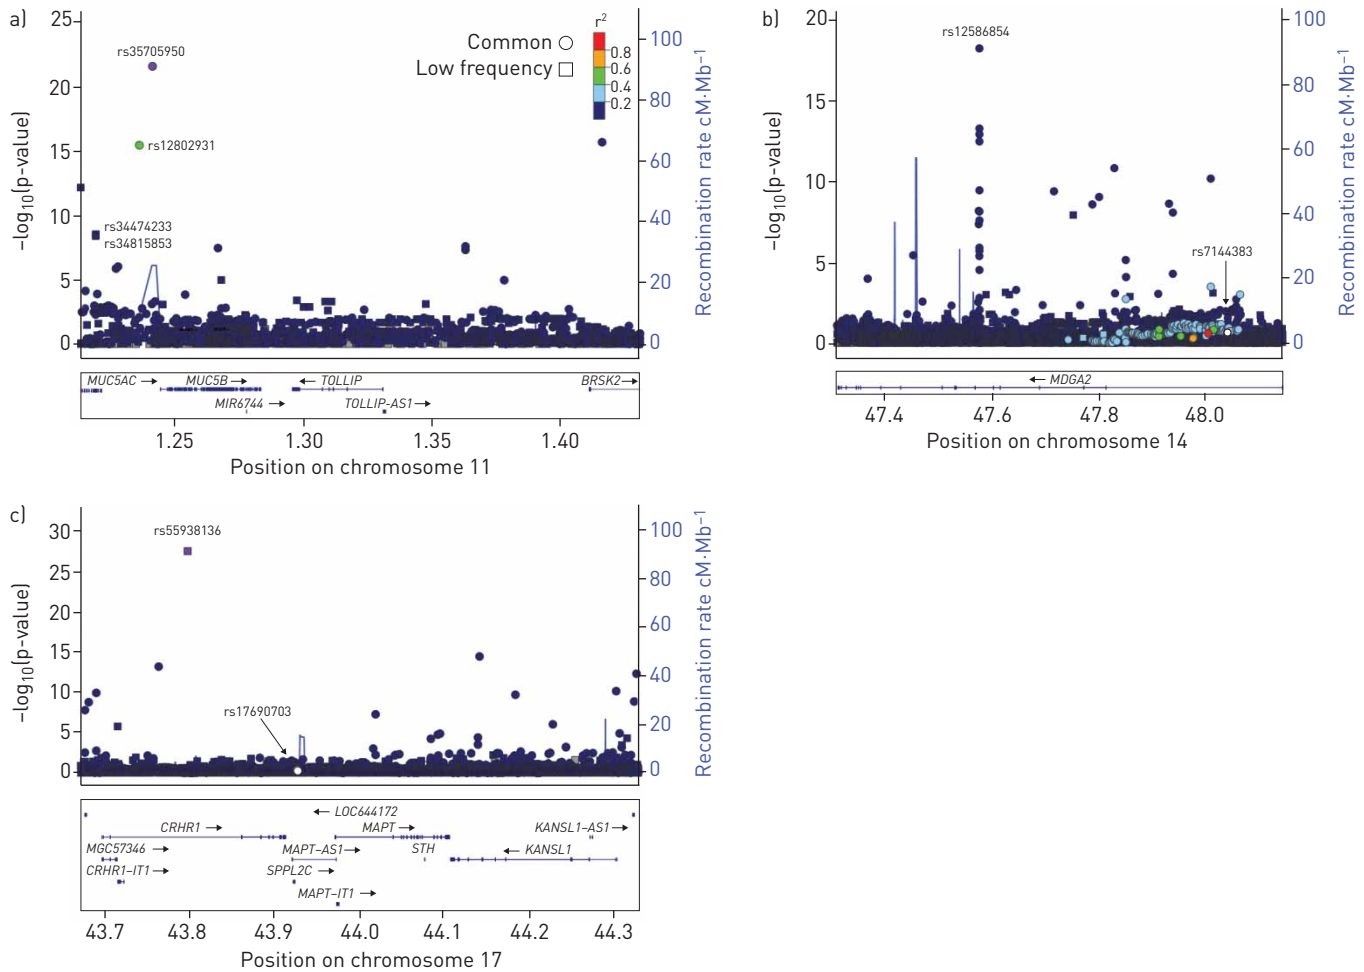 a)
25
20
15
10
5
0
–log10(p-value)
rs35705950
rs12802931
rs34474233
rs34815853
Common
Low frequency
r2
0.8
0.6
0.4
0.2
100
80
60
40
20
0
Recombination rate cM·Mb–1
MUC5AC MUC5B TOLLIP BRSK2
MIR6744 TOLLIP-AS1
1.25 1.30 1.35 1.40
Position on chromosome 11
b)
20
15
10
5
0
–log10(p-value)
rs12586854
rs7144383
100
80
60
40
20
0
Recombination rate cM·Mb–1
MDGA2
47.4 47.6 47.8 48.0
Position on chromosome 14
c)
30
25
20
15
10
5
0
–log10(p-value)
rs55938136
rs17690703
100
80
60
40
20
0
Recombination rate cM·Mb–1
LOC644172
CRHR1 MAPT KANSL1-AS1
MGC57346 MAPT-AS1 STH KANSL1
CRHR1-IT1 SPPL2C
MAPT-IT1
43.7 43.8 43.9 44.0 44.1 44.2 44.3
Position on chromosome 17